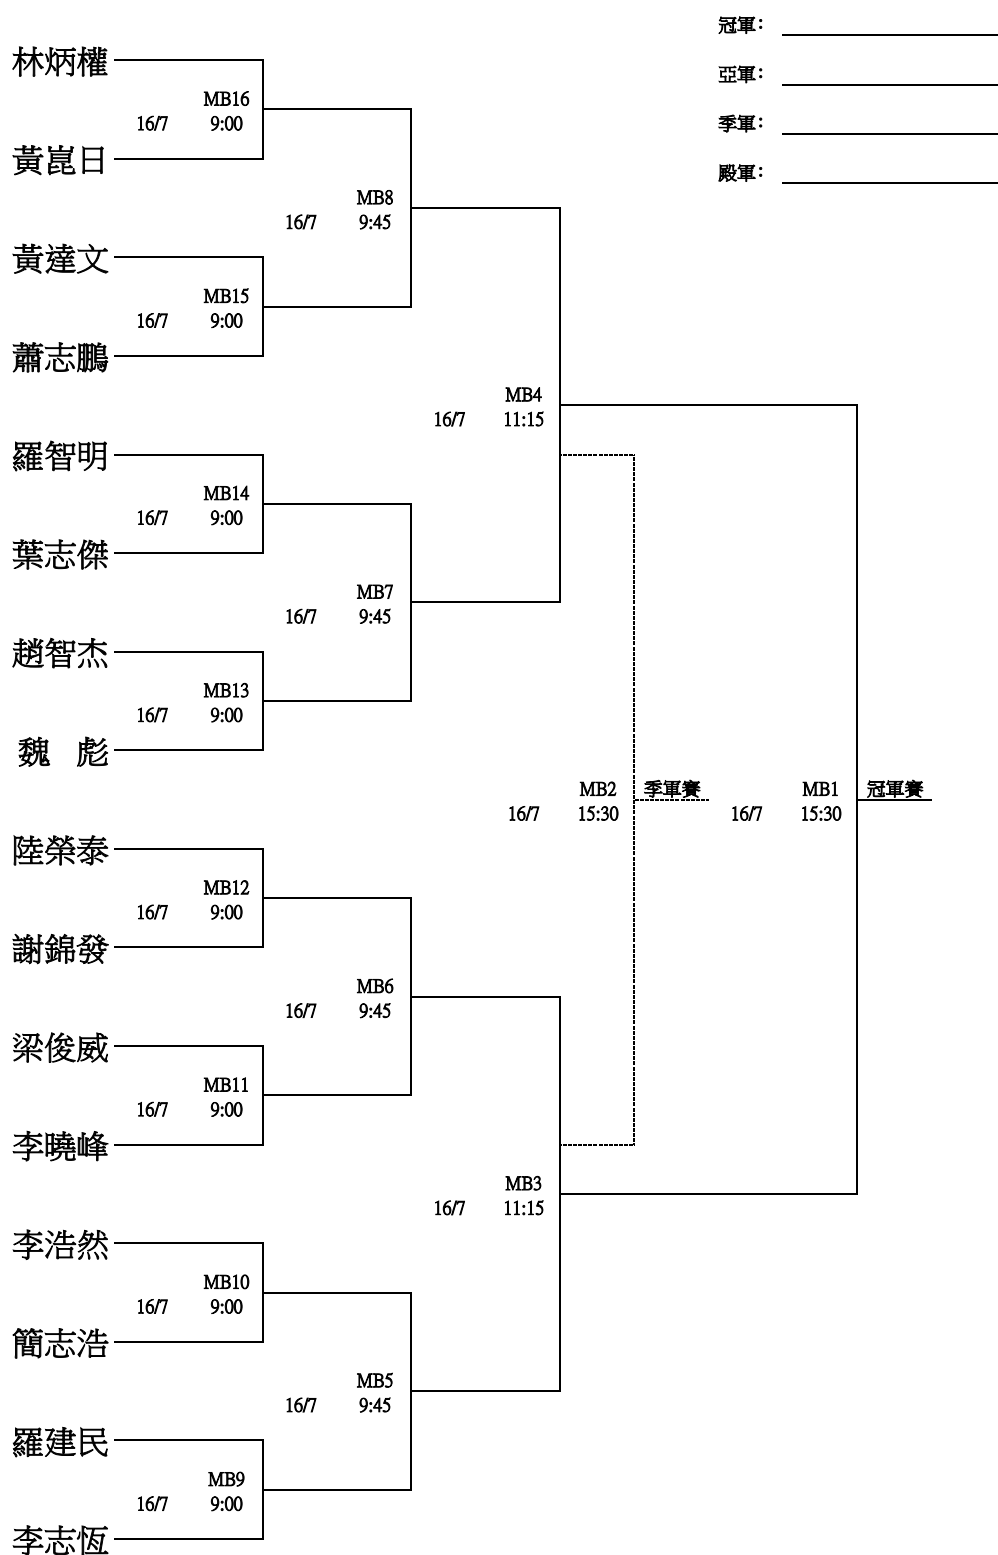 冠軍：
林炳權
亞軍：
MB16
16/7 9:00
季軍：
黃崑日
殿軍：
MB8
16/7 9:45
黃達文
MB15
16/7 9:00
蕭志鵬
MB4
16/7 11:15
羅智明
MB14
16/7 9:00
葉志傑
MB7
16/7 9:45
趙智杰
MB13
16/7 9:00
魏 彪
MB2 季軍賽 MB1 冠軍賽
16/7 15:30 16/7 15:30
陸榮泰
MB12
16/7 9:00
謝錦發
MB6
16/7 9:45
梁俊威
MB11
16/7 9:00
李曉峰
MB3
16/7 11:15
李浩然
MB10
16/7 9:00
簡志浩
MB5
16/7 9:45
羅建民
MB9
16/7 9:00
李志恆